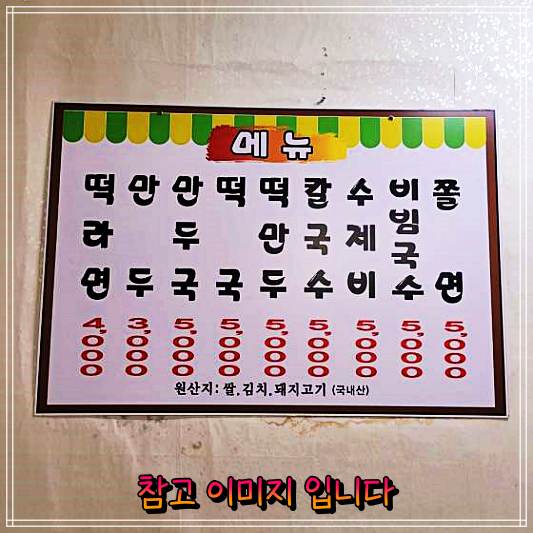 메뉴
떡라면 4,000
만두 3,000
만두국 5,000
떡국 5,000
떡만두 5,000
칼국수 5,000
수제비 5,000
비빔국수 5,000
쫄면 5,000
원산지: 쌀.김치.돼지고기 (국내산)
참고 이미지 입니다